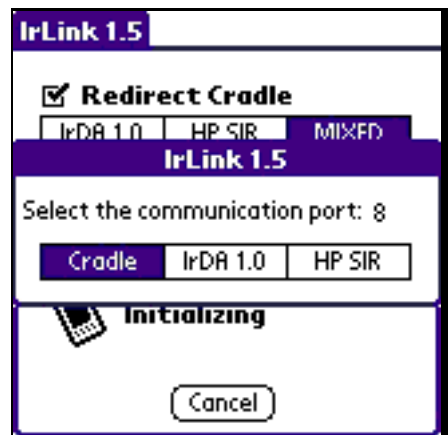 IrLink 1.5
Redirect Cradle
IrDA 1.0 HP SIR MIXED
IrLink 1.5
Select the communication port: 8
Cradle IrDA 1.0 HP SIR
Initializing
Cancel